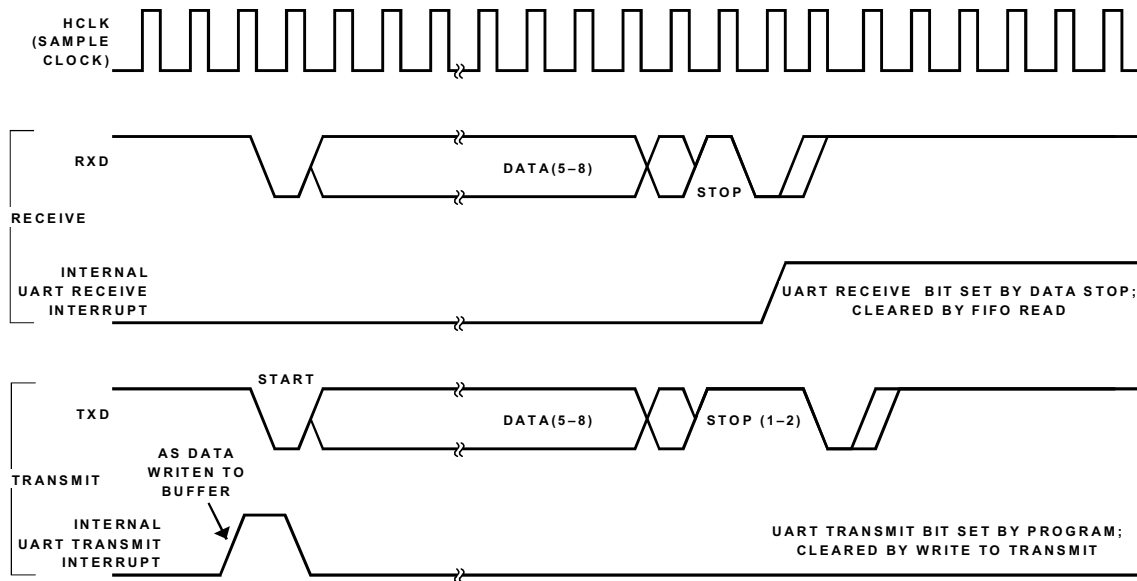 HCLK
(SAMPLE
CLOCK)
RXD
DATA(5–8)
STOP
RECEIVE
INTERNAL
UART RECEIVE
INTERRUPT
UART RECEIVE BIT SET BY DATA STOP;
CLEARED BY FIFO READ
START
TXD
DATA(5–8)
STOP (1–2)
AS DATA
WRITEN TO
BUFFER
TRANSMIT
INTERNAL
UART TRANSMIT
INTERRUPT
UART TRANSMIT BIT SET BY PROGRAM;
CLEARED BY WRITE TO TRANSMIT